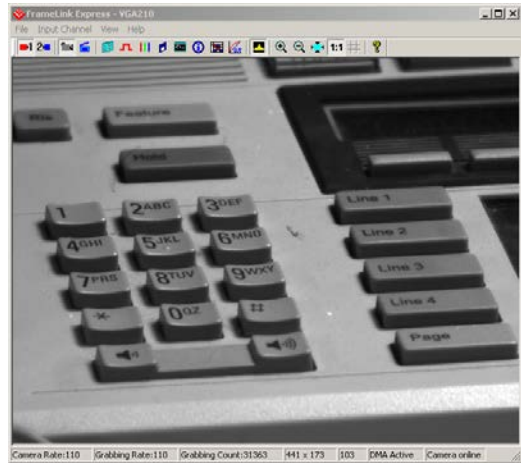 FrameLink Express - VGA210
File Input Channel View Help
1 2 1:1 ?
Feature
Hold
1 2ABC 3DEF
4GHI 5JKL 6MNO
7PRS 8TUV 9WXY
* 0QZ #
Line 1
Line 2
Line 3
Line 4
Page
Camera Rate:110 Grabbing Rate:110 Grabbing Count:31363 441 x 173 103 DMA Active Camera online